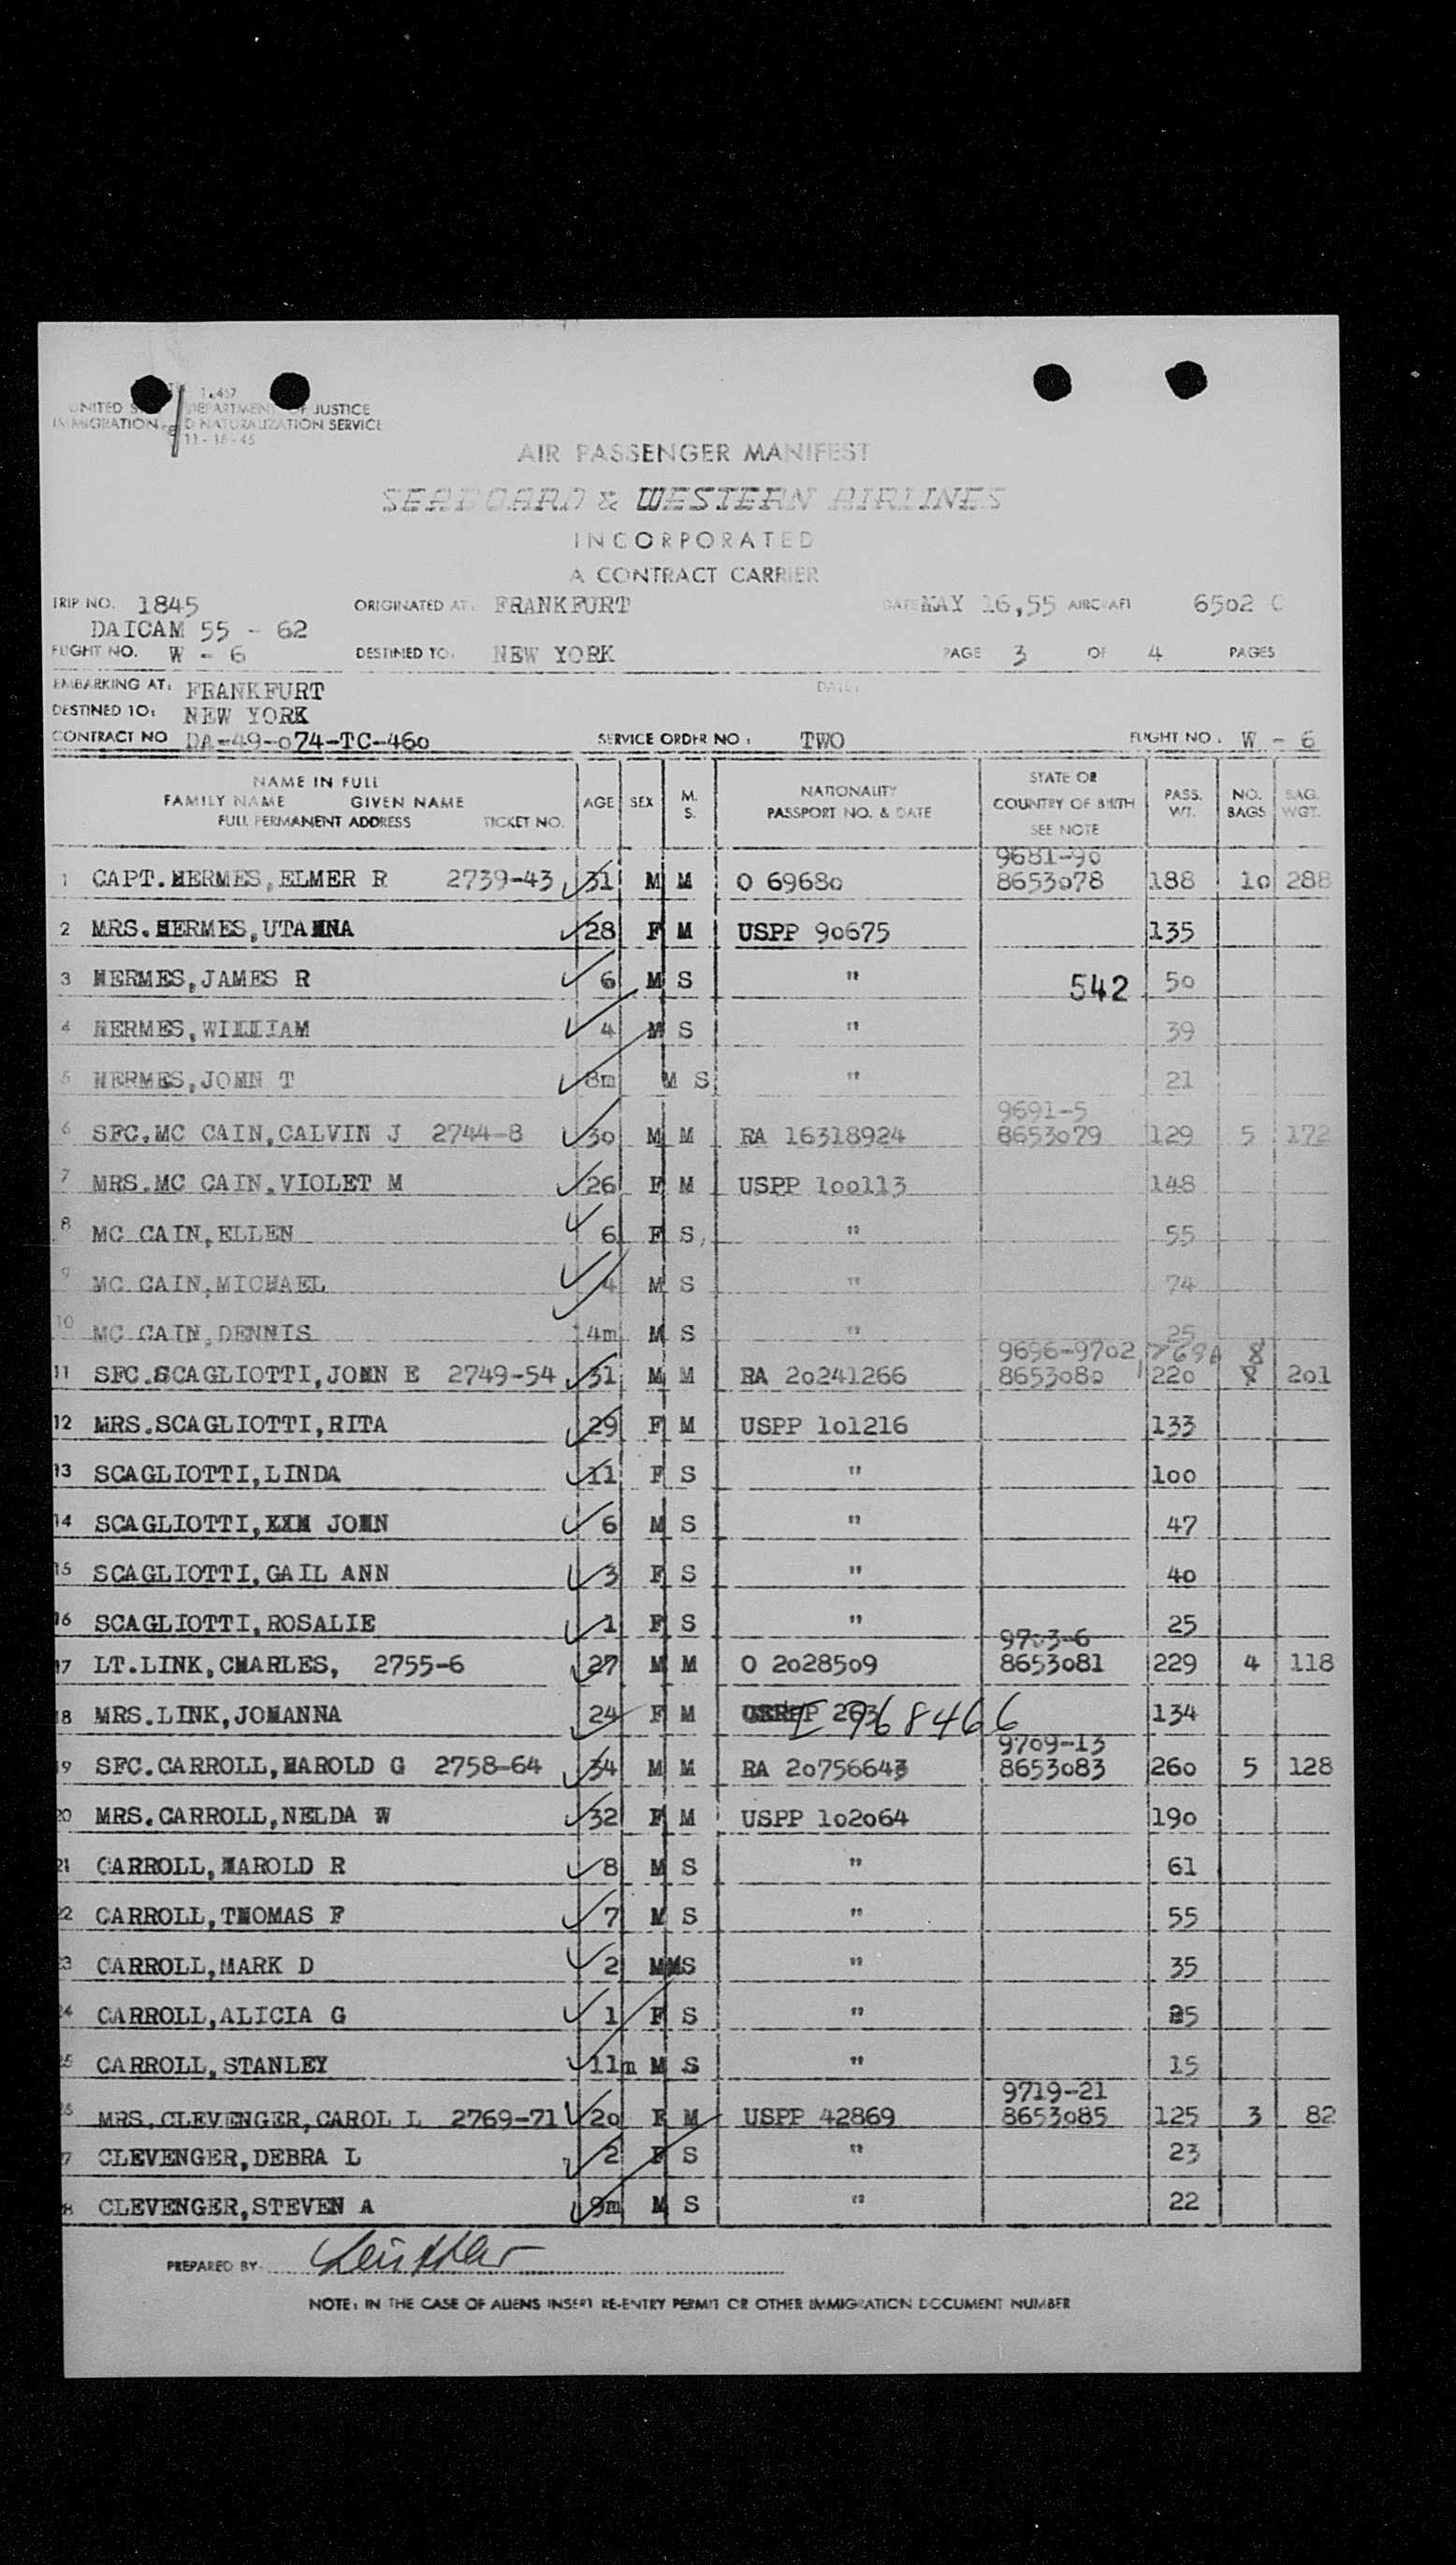 1.457
UNITED DEPARTMENT OF JUSTICE
IMMIGRATION D NATURALIZATION SERVICE
11-16-45
AIR PASSENGER MANIFEST
SEABOARD & WESTERN AIRLINES
INCORPORATED
A CONTRACT CARRIER
TRIP NO. 1845 ORIGINATED AT: FRANKFURT DATE MAY 16,55 AIRCRAFT 6502 C
DAICAM 55 - 62
FLIGHT NO. W - 6 DESTINED TO: NEW YORK PAGE 3 OF 4 PAGES
EMBARKING AT: FRANKFURT DATE:
DESTINED TO: NEW YORK
CONTRACT NO DA-49-074-TC-460 SERVICE ORDER NO: TWO FLIGHT NO: W - 6
NAME IN FULL
FAMILY NAME GIVEN NAME
FULL PERMANENT ADDRESS TICKET NO. AGE SEX M. S. NATIONALITY PASSPORT NO. & DATE STATE OR COUNTRY OF BIRTH SEE NOTE PASS. WT. NO. BAGS BAG. WGT.
9681-90
1 CAPT.HERMES,ELMER R 2739-43 31 M M O 69680 8653078 188 10 288
2 MRS.HERMES,UTAHNA 28 F M USPP 90675 135
3 HERMES,JAMES R 6 M S " 542 50
4 HERMES,WILLIAM 4 M S " 39
5 HERMES,JOHN T 8m M S " 21
9691-5
6 SFC.MC CAIN,CALVIN J 2744-8 30 M M RA 16318924 8653079 129 5 172
7 MRS.MC CAIN.VIOLET M 26 F M USPP 100113 148
8 MC CAIN,ELLEN 6 F S, " 55
9 MC CAIN,MICHAEL 4 M S " 74
10 MC CAIN,DENNIS 4m M S " 25
9696-9702 8
11 SFC.SCAGLIOTTI,JOHN E 2749-54 31 M M RA 20241266 8653080 220 201
12 MRS.SCAGLIOTTI,RITA 29 F M USPP 101216 133
13 SCAGLIOTTI,LINDA 11 F S " 100
14 SCAGLIOTTI, JOHN 6 M S " 47
15 SCAGLIOTTI,GAIL ANN 3 F S " 40
16 SCAGLIOTTI,ROSALIE 1 F S " 25
9703-6
17 LT.LINK,CHARLES, 2755-6 27 M M O 2028509 8653081 229 4 118
18 MRS.LINK,JOHANNA 24 F M 968466 134
9709-13
19 SFC.CARROLL,HAROLD G 2758-64 34 M M RA 20756643 8653083 260 5 128
20 MRS.CARROLL,NELDA W 32 F M USPP 102064 190
21 CARROLL,HAROLD R 8 M S " 61
22 CARROLL,THOMAS F 7 M S " 55
23 CARROLL,MARK D 2 M S " 35
24 CARROLL,ALICIA G 1 F S " 25
25 CARROLL,STANLEY 11m M S " 15
9719-21
26 MRS.CLEVENGER,CAROL L 2769-71 20 F M USPP 42869 8653085 125 3 82
27 CLEVENGER,DEBRA L 2 F S " 23
28 CLEVENGER,STEVEN A 9m M S " 22
PREPARED BY
NOTE: IN THE CASE OF ALIENS INSERT RE-ENTRY PERMIT OR OTHER IMMIGRATION DOCUMENT NUMBER